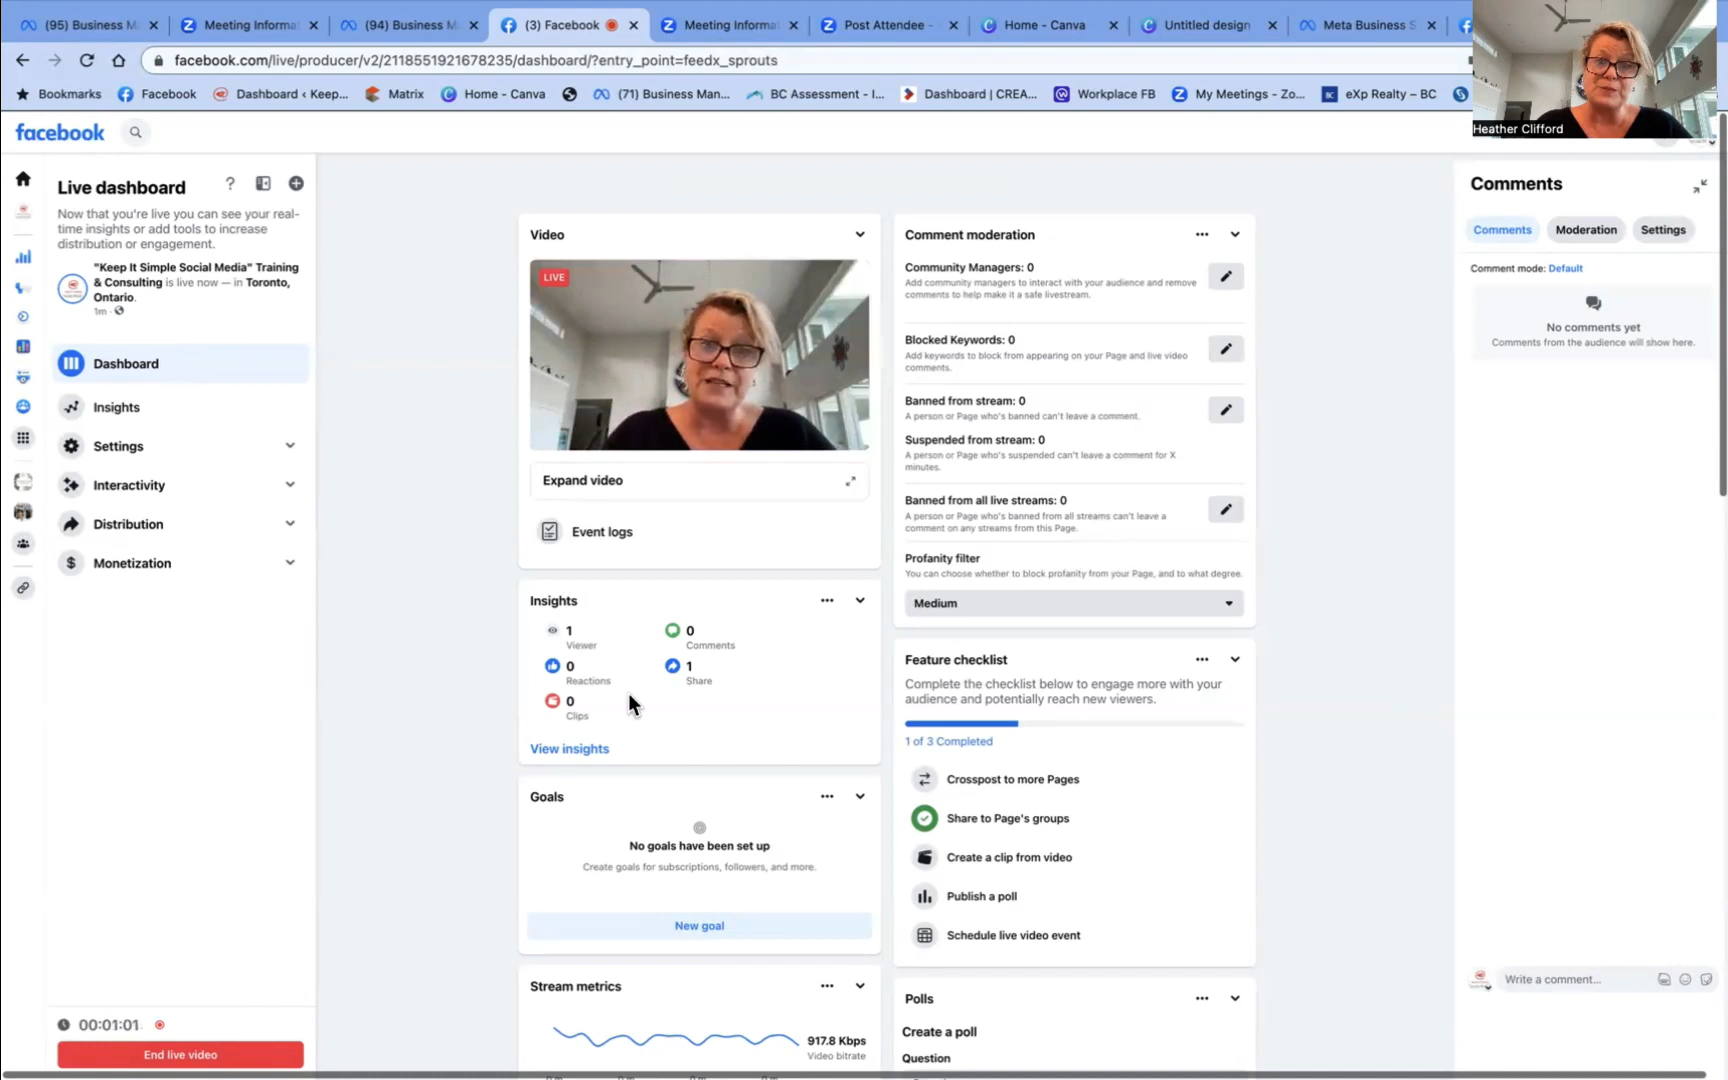 (95) Business M
Meeting Informat
(94) Business M
(3) Facebook
Meeting Informat
Post Attendee -
Home - Canva
Untitled design
Meta Business S
facebook.com/live/producer/v2/2118551921678235/dashboard/?entry_point=feedx_sprouts
Bookmarks
Facebook
Dashboard ‹ Keep...
Matrix
Home - Canva
(71) Business Man...
BC Assessment - I...
Dashboard | CREA...
Workplace FB
My Meetings - Zo...
eXp Realty – BC
Heather Clifford
facebook
Live dashboard
Now that you're live you can see your real-
time insights or add tools to increase
distribution or engagement.
"Keep It Simple Social Media" Training
& Consulting is live now — in Toronto,
Ontario.
1m ·
Dashboard
Insights
Settings
Interactivity
Distribution
Monetization
00:01:01
End live video
Video
LIVE
Expand video
Event logs
Insights
1
Viewer
0
Comments
0
Reactions
1
Share
0
Clips
View insights
Goals
No goals have been set up
Create goals for subscriptions, followers, and more.
New goal
Stream metrics
917.8 Kbps
Video bitrate
Comment moderation
Community Managers: 0
Add community managers to interact with your audience and remove
comments to help make it a safe livestream.
Blocked Keywords: 0
Add keywords to block from appearing on your Page and live video
comments.
Banned from stream: 0
A person or Page who's banned can't leave a comment.
Suspended from stream: 0
A person or Page who's suspended can't leave a comment for X
minutes.
Banned from all live streams: 0
A person or Page who's banned from all streams can't leave a
comment on any streams from this Page.
Profanity filter
You can choose whether to block profanity from your Page, and to what degree.
Medium
Feature checklist
Complete the checklist below to engage more with your
audience and potentially reach new viewers.
1 of 3 Completed
Crosspost to more Pages
Share to Page's groups
Create a clip from video
Publish a poll
Schedule live video event
Polls
Create a poll
Question
Comments
Comments
Moderation
Settings
Comment mode: Default
No comments yet
Comments from the audience will show here.
Write a comment...